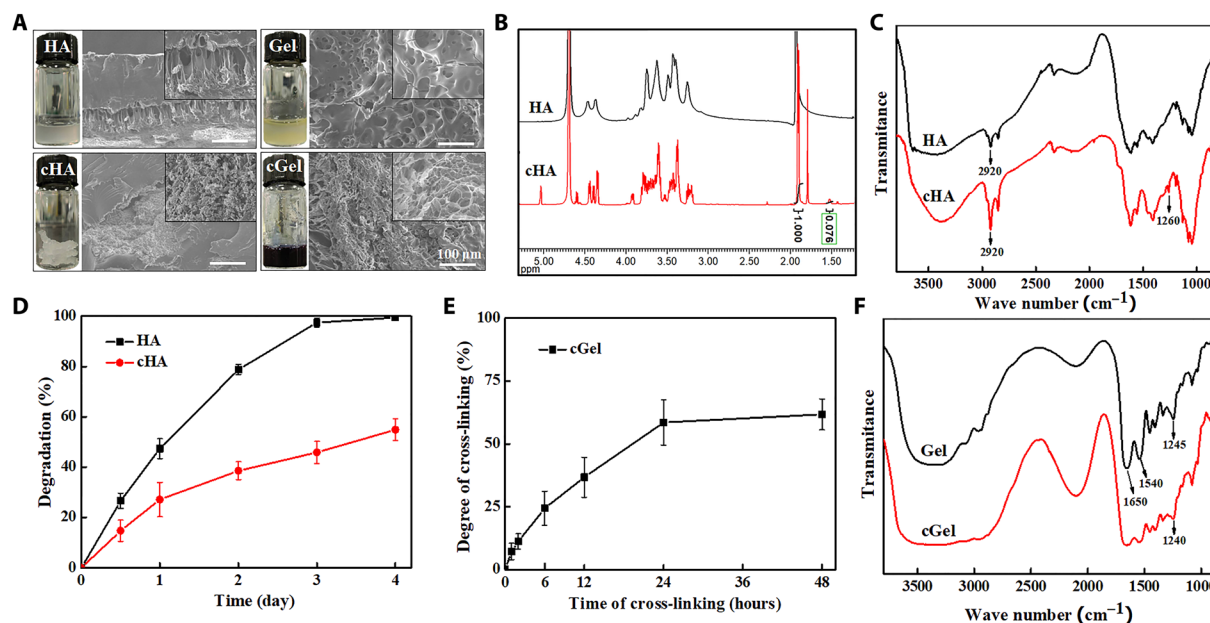 A
HA
Gel
cHA
cGel
100 μm
B
HA
cHA
1.000
0.076
5.00 4.50 4.00 3.50 3.00 2.50 2.00 1.50
ppm
C
Transmitance
HA
2920
cHA
1260
2920
3500 3000 2500 2000 1500 1000
Wave number (cm⁻¹)
D
Degradation (%)
100
80
60
40
20
0
HA
cHA
0 1 2 3 4
Time (day)
E
Degree of cross-linking (%)
100
75
50
25
0
cGel
0 6 12 24 36 48
Time of cross-linking (hours)
F
Transmitance
Gel
1245
1540
1650
cGel
1240
3500 3000 2500 2000 1500 1000
Wave number (cm⁻¹)